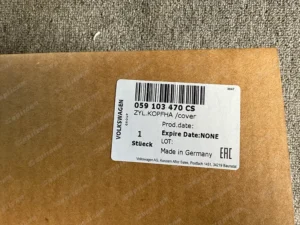 VOLKSWAGEN
059 103 470 CS
ZYL.KOPFHA /cover
Prod.date:
1
Expire Date:NONE
Stüeck
LOT:
Made in Germany
EAC